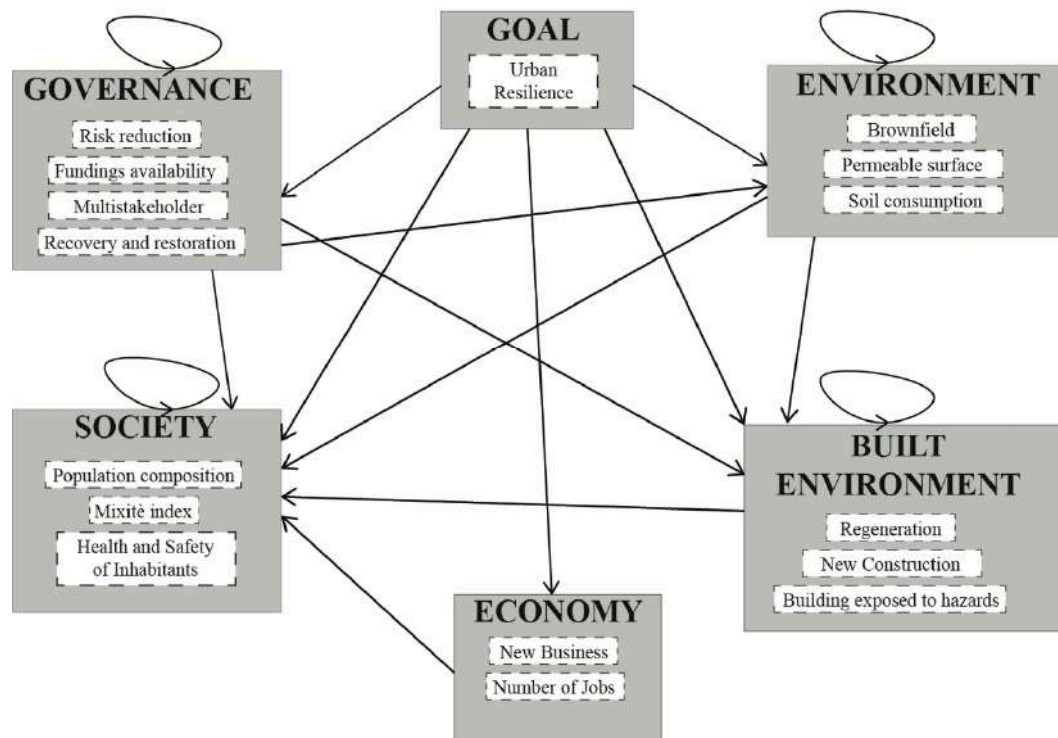 GOAL
Urban
Resilience
GOVERNANCE
Risk reduction
Fundings availability
Multistakeholder
Recovery and restoration
ENVIRONMENT
Brownfield
Permeable surface
Soil consumption
SOCIETY
Population composition
Mixitè index
Health and Safety
of Inhabitants
BUILT
ENVIRONMENT
Regeneration
New Construction
Building exposed to hazards
ECONOMY
New Business
Number of Jobs